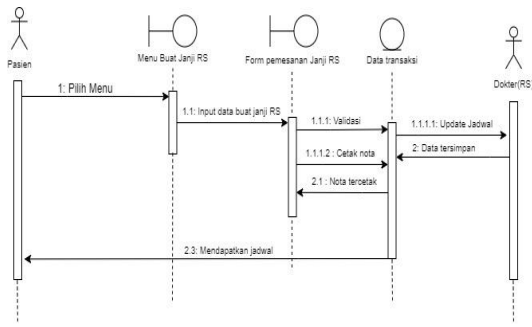 Pasien
Menu Buat Janji RS
Form pemesanan Janji RS
Data transaksi
Dokter(RS
1: Pilih Menu
1.1: Input data buat janji RS
1.1.1: Validasi
1.1.1.1: Update Jadwal
2: Data tersimpan
1.1.1.2 : Cetak nota
2.1 : Nota tercetak
2.3: Mendapatkan jadwal